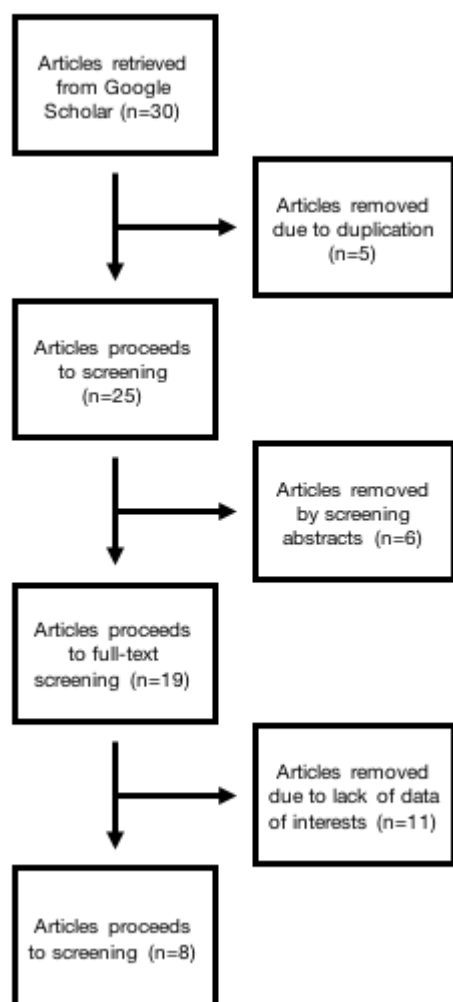 Articles retrieved
from Google
Scholar (n=30)
Articles removed
due to duplication
(n=5)
Articles proceeds
to screening
(n=25)
Articles removed
by screening
abstracts (n=6)
Articles proceeds
to full-text
screening (n=19)
Articles removed
due to lack of data
of interests (n=11)
Articles proceeds
to screening (n=8)